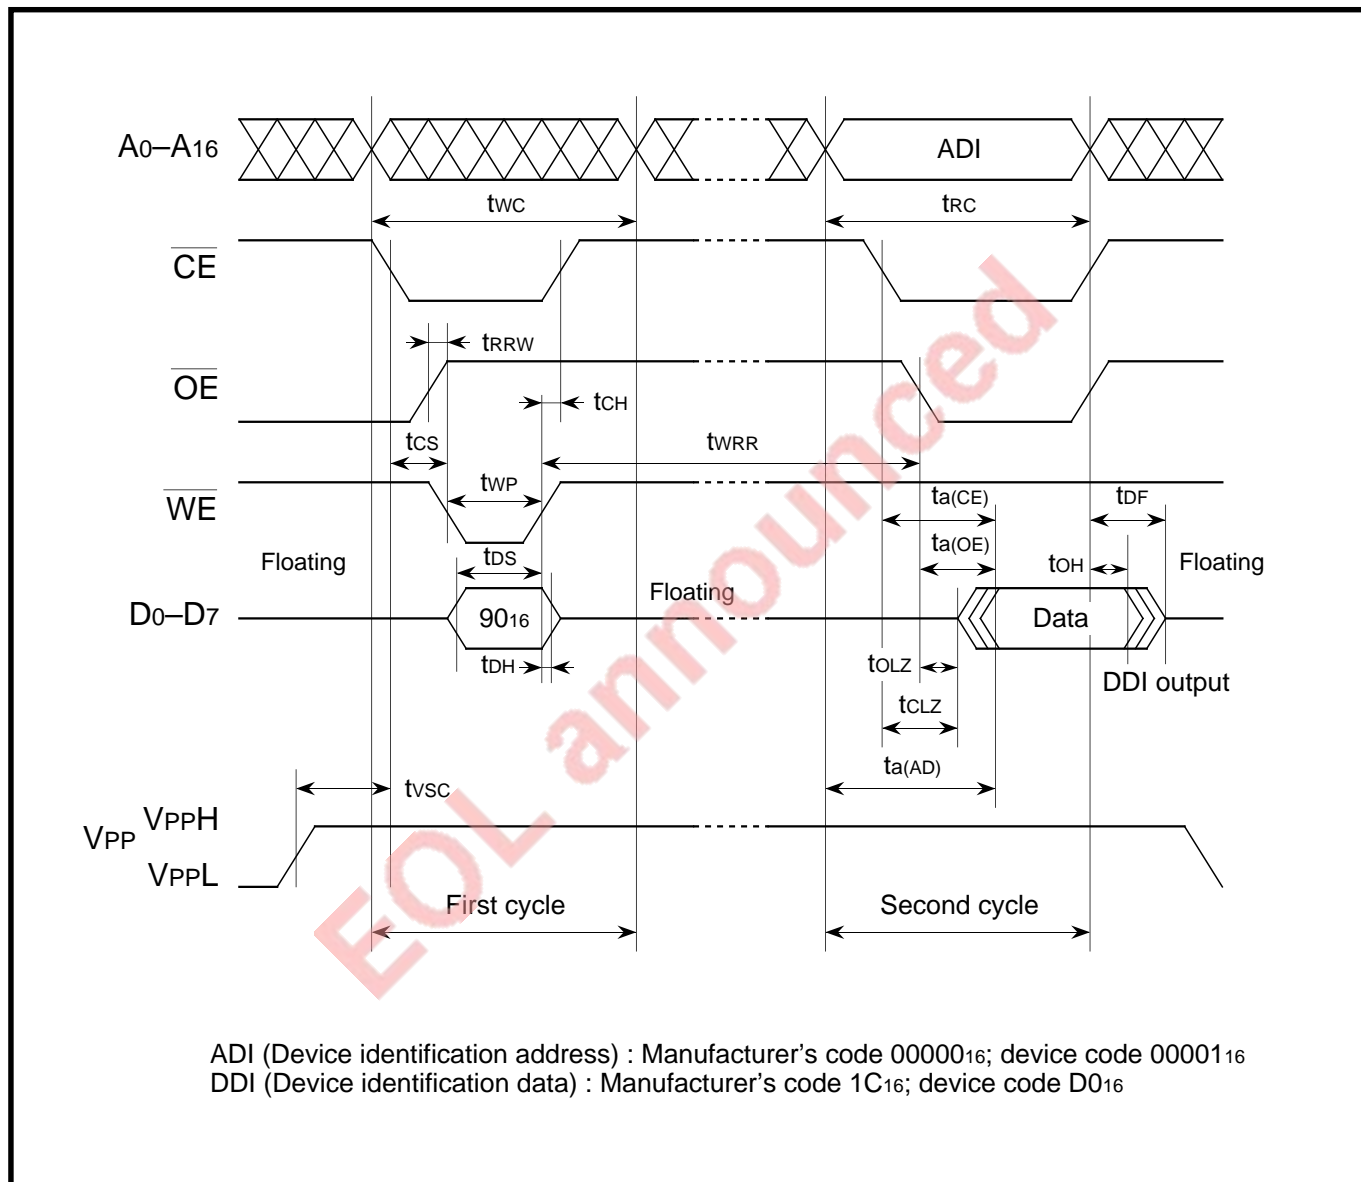 A0–A16
ADI
tWC
tRC
CE
tRRW
OE
tCH
tCS
tWRR
tWP
WE
ta(CE)
tDF
tDS
ta(OE)
tOH
Floating
Floating
Floating
D0–D7
9016
Data
tDH
tOLZ
DDI output
tCLZ
ta(AD)
tVSC
VPP
VPPH
VPPL
First cycle
Second cycle
EOL announced
ADI (Device identification address) : Manufacturer’s code 0000016; device code 0000116
DDI (Device identification data) : Manufacturer’s code 1C16; device code D016